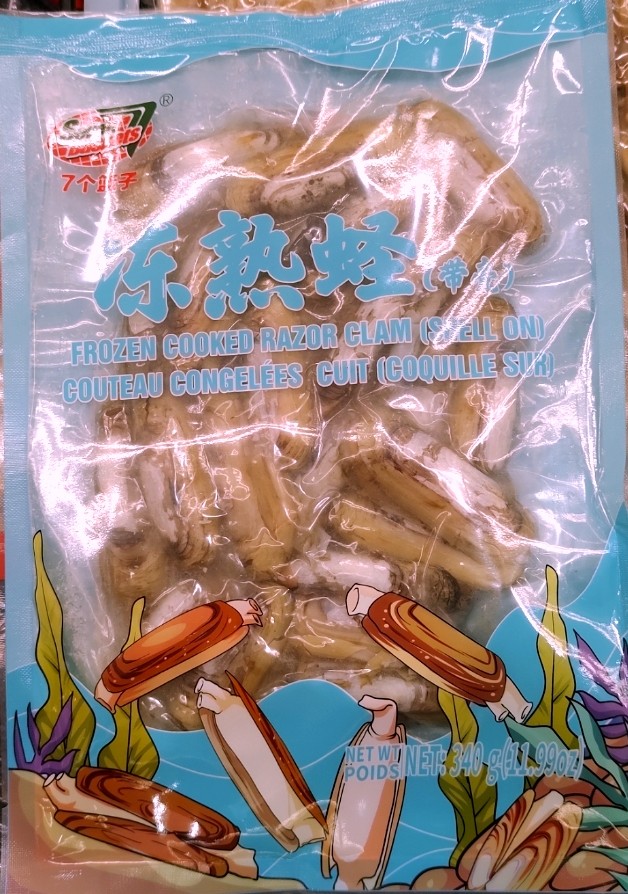 ®
7个篮子
冻熟蛏(带壳)
FROZEN COOKED RAZOR CLAM (SHELL ON)
COUTEAU CONGELÉES CUIT (COQUILLE SUR)
NET WT
POIDS NET: 340 g(11.99oz)